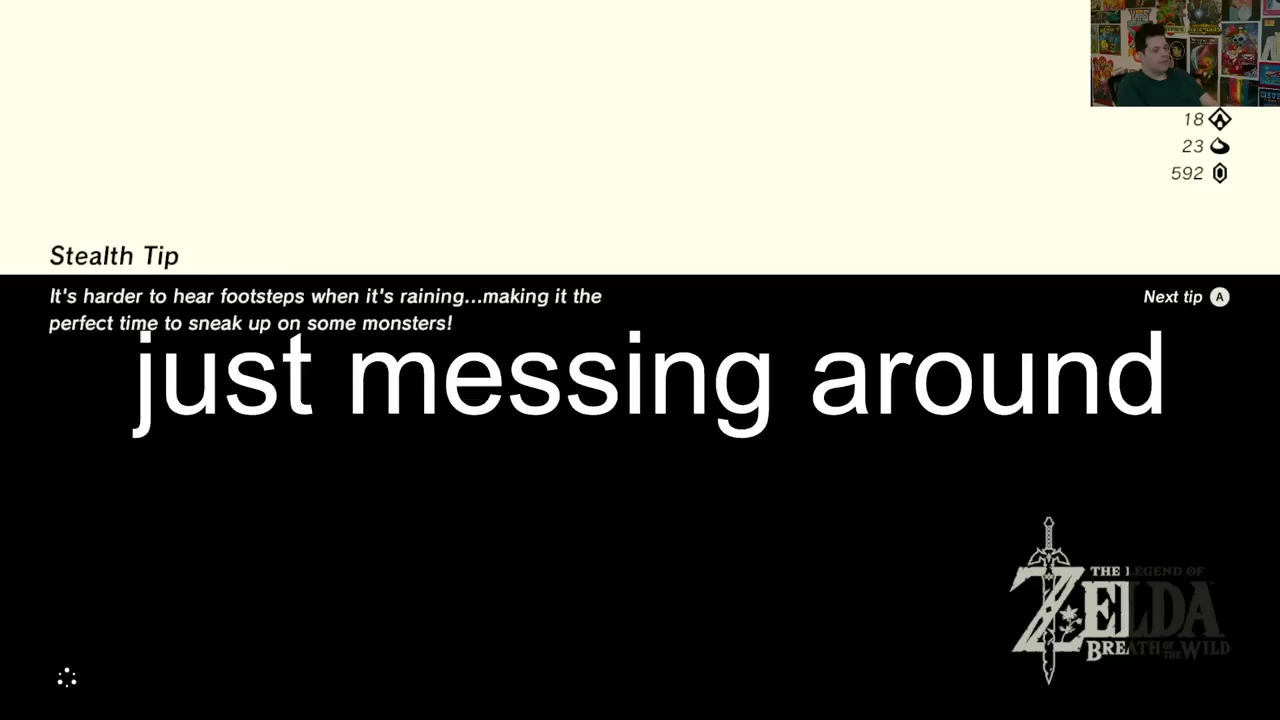 18
23
592
Stealth Tip
It's harder to hear footsteps when it's raining...making it the
perfect time to sneak up on some monsters!
Next tip A
just messing around
THE LEGEND OF
ZELDA
BREATH OF THE WILD